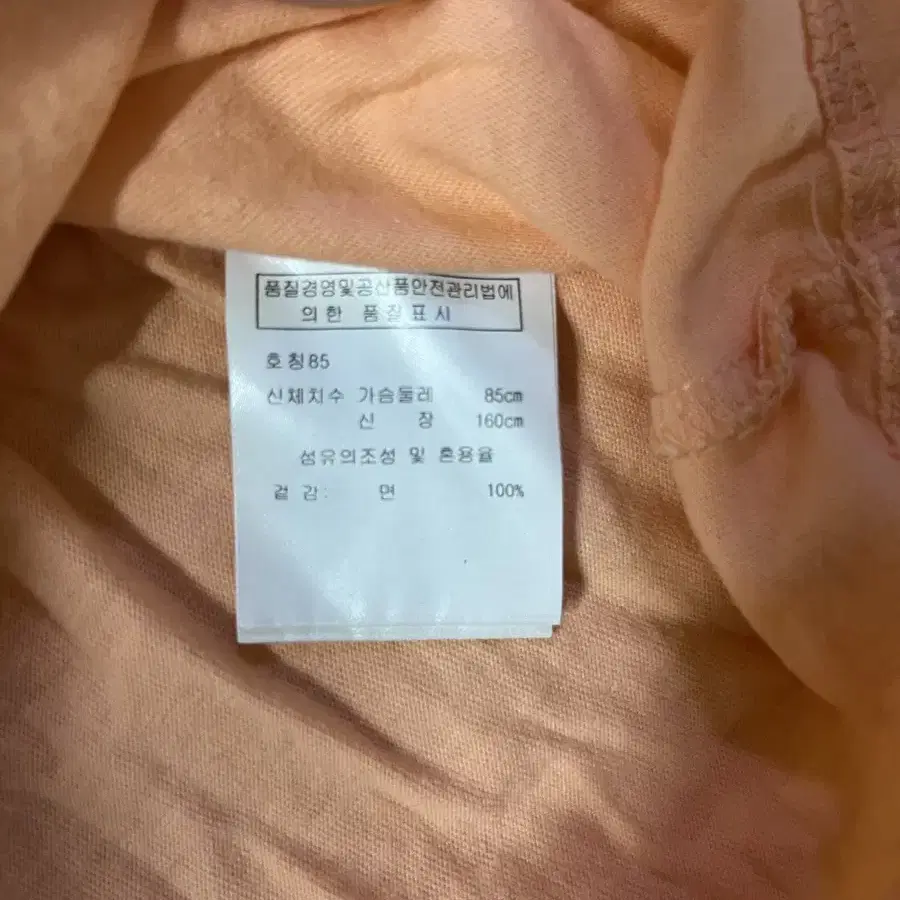 품질경영및공산품안전관리법에
의한 품질표시
호칭85
신체치수 가슴둘레 85cm
신 장 160cm
섬유의조성 및 혼용율
겉 감: 면 100%